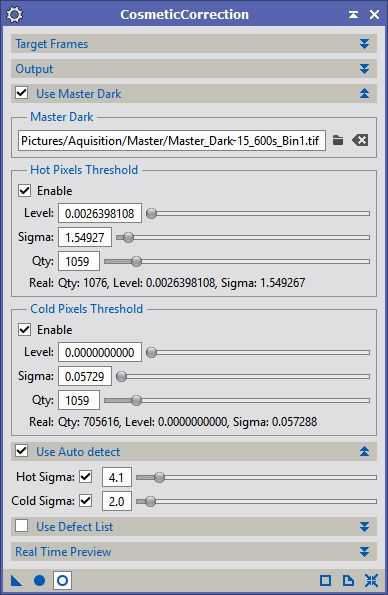 CosmeticCorrection
Target Frames
Output
Use Master Dark
Master Dark
Pictures/Aquisition/Master/Master_Dark-15_600s_Bin1.tif
Hot Pixels Threshold
Enable
Level: 0.0026398108
Sigma: 1.54927
Qty: 1059
Real: Qty: 1076, Level: 0.0026398108, Sigma: 1.549267
Cold Pixels Threshold
Enable
Level: 0.0000000000
Sigma: 0.05729
Qty: 1059
Real: Qty: 705616, Level: 0.0000000000, Sigma: 0.057288
Use Auto detect
Hot Sigma: 4.1
Cold Sigma: 2.0
Use Defect List
Real Time Preview